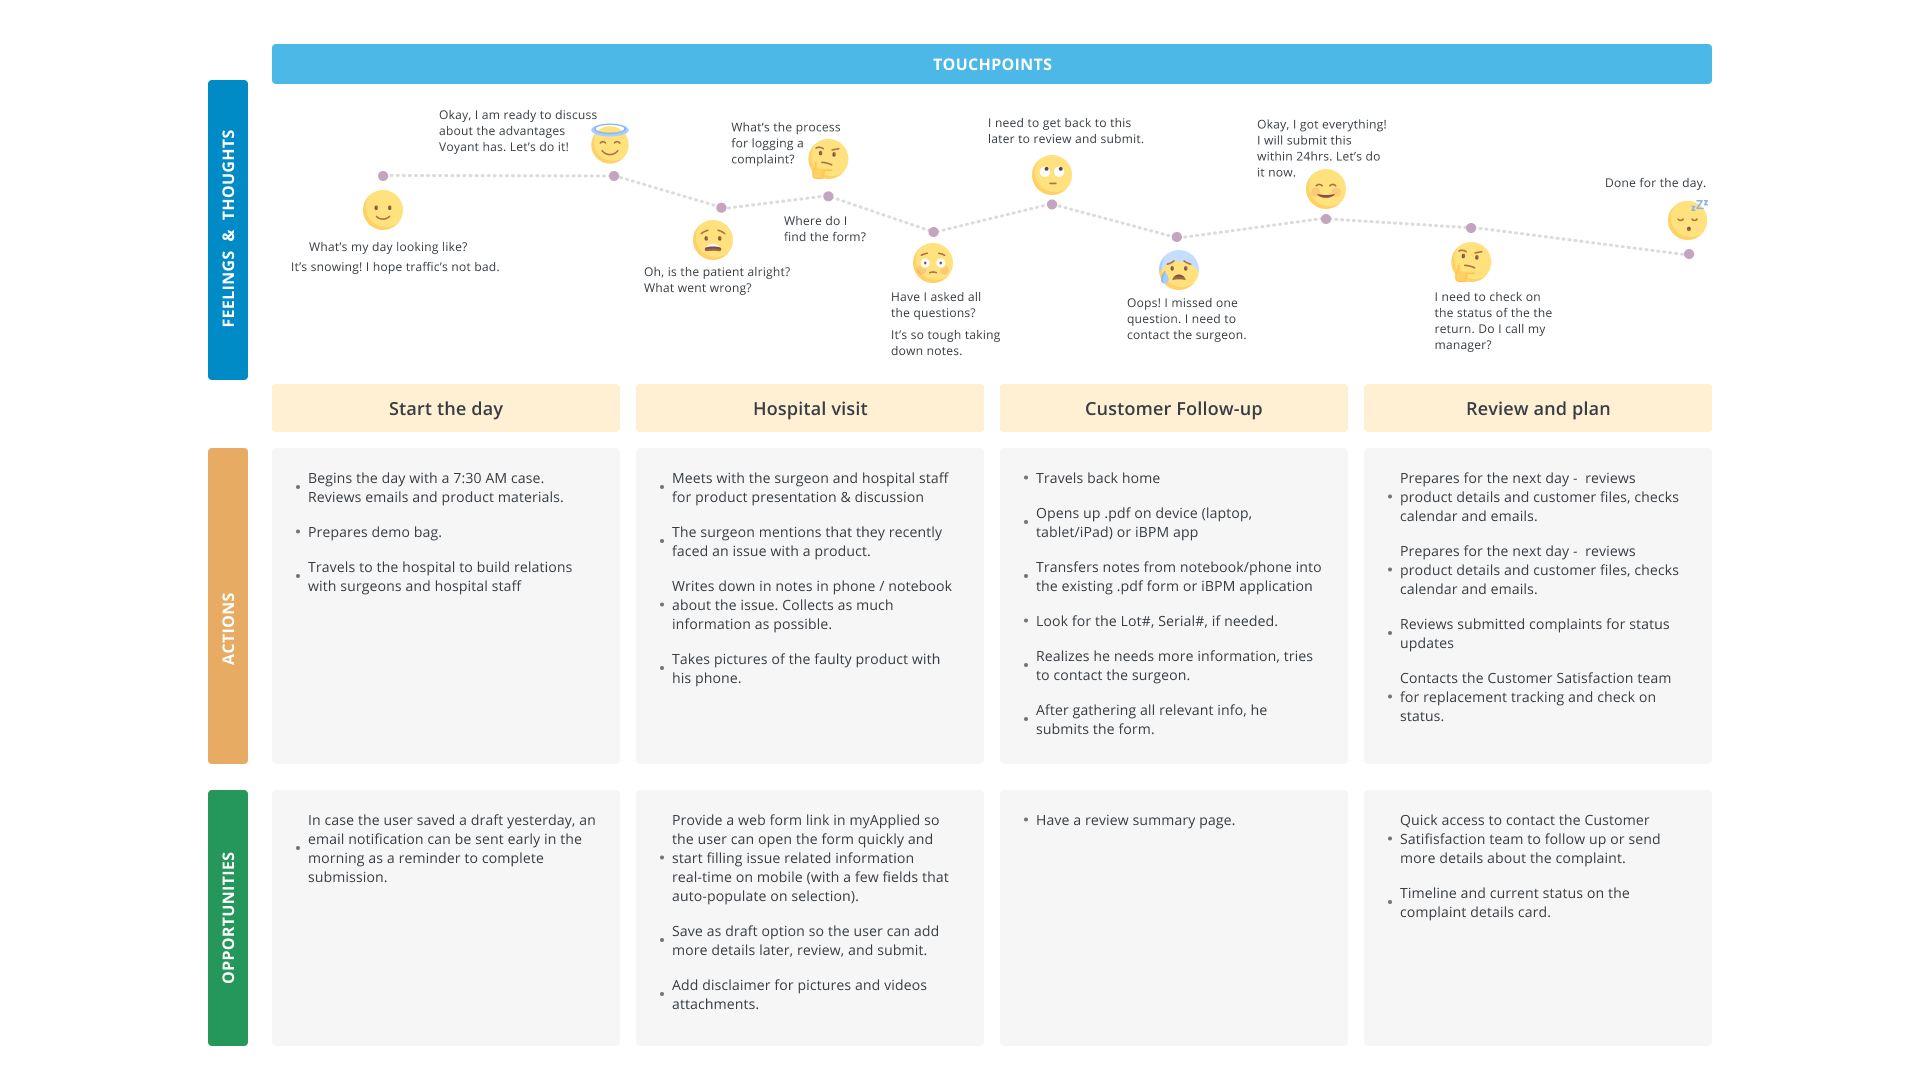 TOUCHPOINTS
FEELINGS & THOUGHTS
Okay, I am ready to discuss
about the advantages
Voyant has. Let's do it!
What's my day looking like?
It's snowing! I hope traffic's not bad.
What's the process
for logging a
complaint?
Where do I
find the form?
Oh, is the patient alright?
What went wrong?
Have I asked all
the questions?
It's so tough taking
down notes.
I need to get back to this
later to review and submit.
Oops! I missed one
question. I need to
contact the surgeon.
Okay, I got everything!
I will submit this
within 24hrs. Let's do
it now.
I need to check on
the status of the the
return. Do I call my
manager?
Done for the day.
zZz
Start the day
Hospital visit
Customer Follow-up
Review and plan
ACTIONS
Begins the day with a 7:30 AM case.
Reviews emails and product materials.
Prepares demo bag.
Travels to the hospital to build relations
with surgeons and hospital staff
Meets with the surgeon and hospital staff
for product presentation & discussion
The surgeon mentions that they recently
faced an issue with a product.
Writes down in notes in phone / notebook
about the issue. Collects as much
information as possible.
Takes pictures of the faulty product with
his phone.
Travels back home
Opens up .pdf on device (laptop,
tablet/iPad) or iBPM app
Transfers notes from notebook/phone into
the existing .pdf form or iBPM application
Look for the Lot#, Serial#, if needed.
Realizes he needs more information, tries
to contact the surgeon.
After gathering all relevant info, he
submits the form.
Prepares for the next day -  reviews
product details and customer files, checks
calendar and emails.
Prepares for the next day -  reviews
product details and customer files, checks
calendar and emails.
Reviews submitted complaints for status
updates
Contacts the Customer Satisfaction team
for replacement tracking and check on
status.
OPPORTUNITIES
In case the user saved a draft yesterday, an
email notification can be sent early in the
morning as a reminder to complete
submission.
Provide a web form link in myApplied so
the user can open the form quickly and
start filling issue related information
real-time on mobile (with a few fields that
auto-populate on selection).
Save as draft option so the user can add
more details later, review, and submit.
Add disclaimer for pictures and videos
attachments.
Have a review summary page.
Quick access to contact the Customer
Satifisfaction team to follow up or send
more details about the complaint.
Timeline and current status on the
complaint details card.